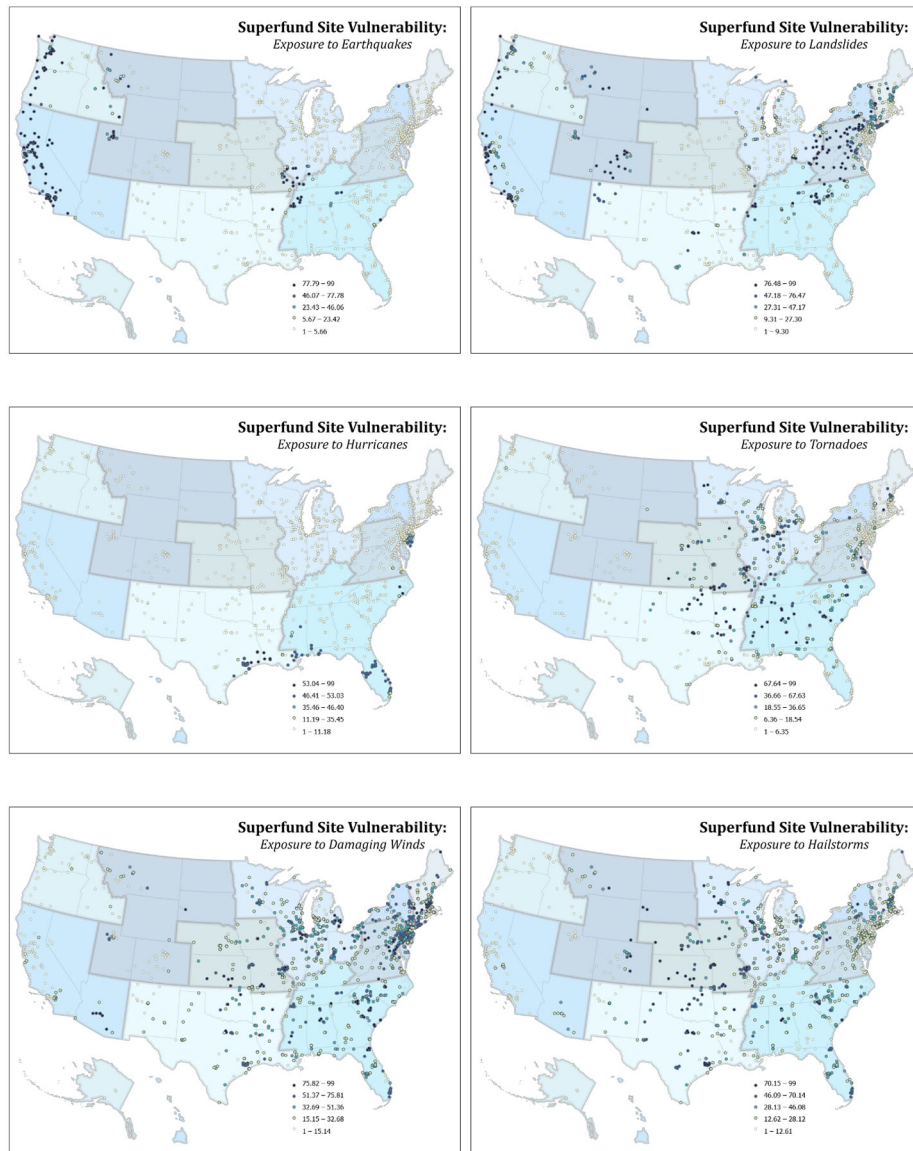 Superfund Site Vulnerability:
Exposure to Earthquakes
77.79 – 99
46.07 – 77.78
23.43 – 46.06
5.67 – 23.42
1 – 5.66
Superfund Site Vulnerability:
Exposure to Landslides
76.48 – 99
47.18 – 76.47
27.31 – 47.17
9.31 – 27.30
1 – 9.30
Superfund Site Vulnerability:
Exposure to Hurricanes
53.04 – 99
46.41 – 53.03
35.46 – 46.40
11.19 – 35.45
1 – 11.18
Superfund Site Vulnerability:
Exposure to Tornadoes
67.64 – 99
36.66 – 67.63
18.55 – 36.65
6.36 – 18.54
1 – 6.35
Superfund Site Vulnerability:
Exposure to Damaging Winds
75.82 – 99
51.37 – 75.81
32.69 – 51.36
15.15 – 32.68
1 – 15.14
Superfund Site Vulnerability:
Exposure to Hailstorms
70.15 – 99
46.09 – 70.14
28.13 – 46.08
12.62 – 28.12
1 – 12.61